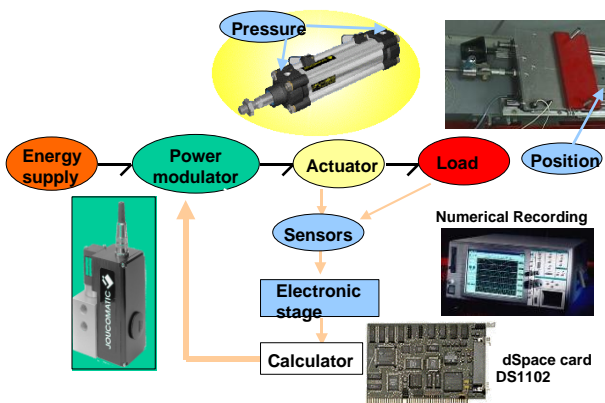 Pressure
Energy
supply
Power
modulator
Actuator
Load
Position
Sensors
Numerical Recording
JOUCOMATIC
Electronic
stage
Calculator
dSpace card
DS1102